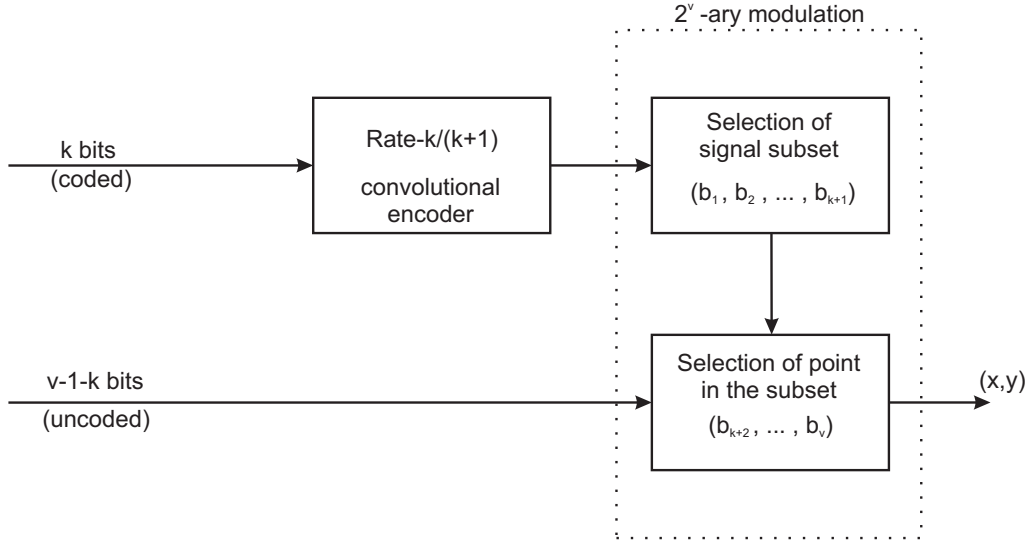 2ᵛ -ary modulation
k bits
(coded)
Rate-k/(k+1)
convolutional
encoder
Selection of
signal subset
(b₁ , b₂ , ... , bₖ₊₁)
v-1-k bits
(uncoded)
Selection of point
in the subset
(bₖ₊₂ , ... , bᵥ)
(x,y)